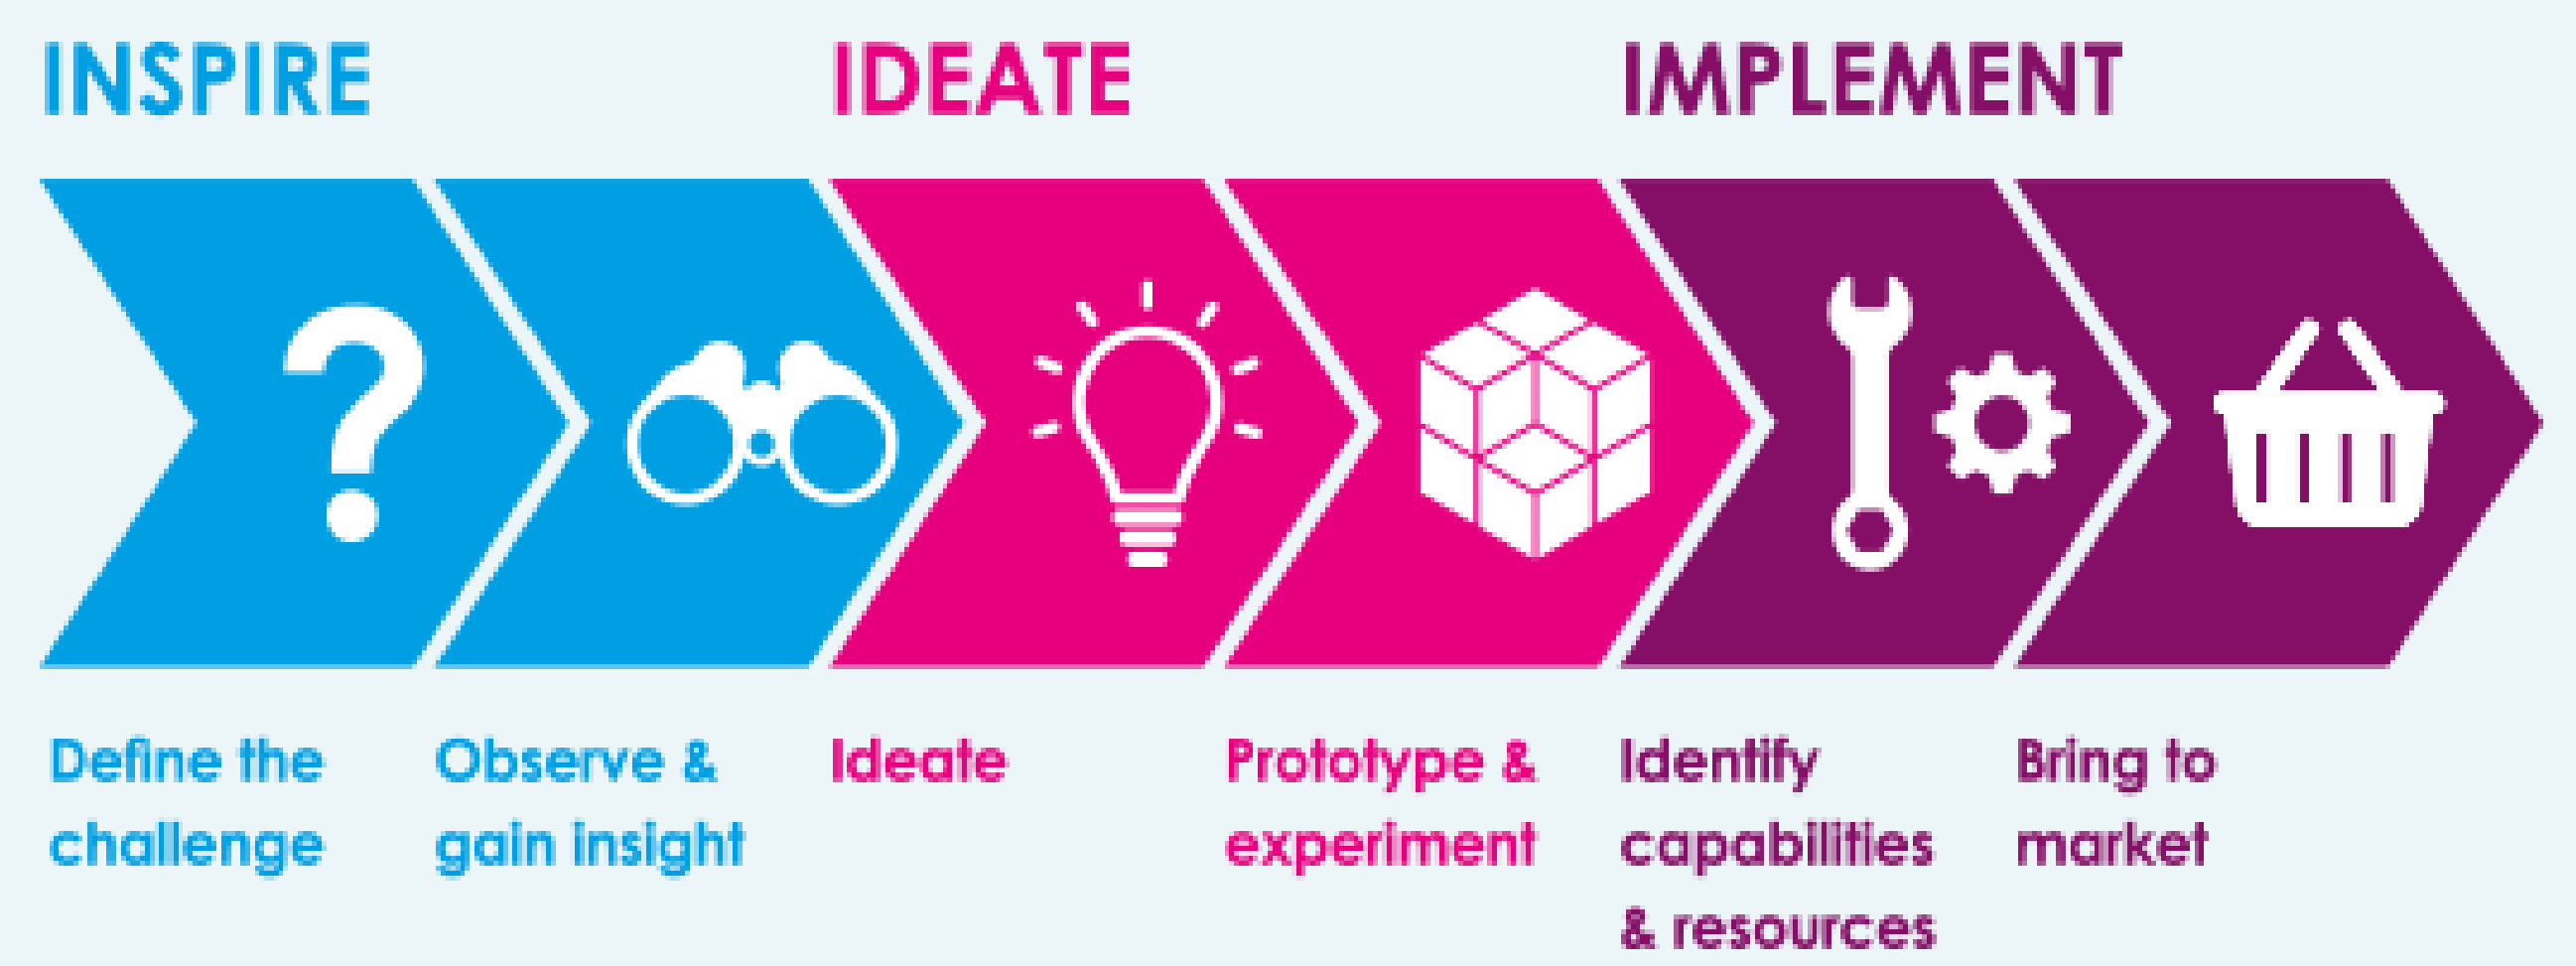 INSPIRE
IDEATE
IMPLEMENT
?
Define the
challenge
Observe &
gain insight
Ideate
Prototype &
experiment
Identify
capabilities
& resources
Bring to
market